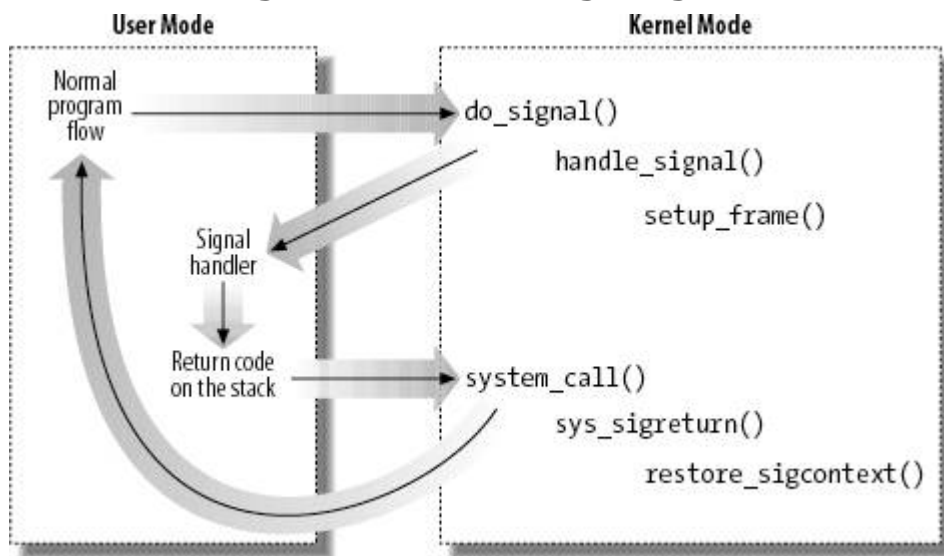 User Mode
Kernel Mode
Normal
program
flow
do_signal()
handle_signal()
setup_frame()
Signal
handler
Return code
on the stack
system_call()
sys_sigreturn()
restore_sigcontext()